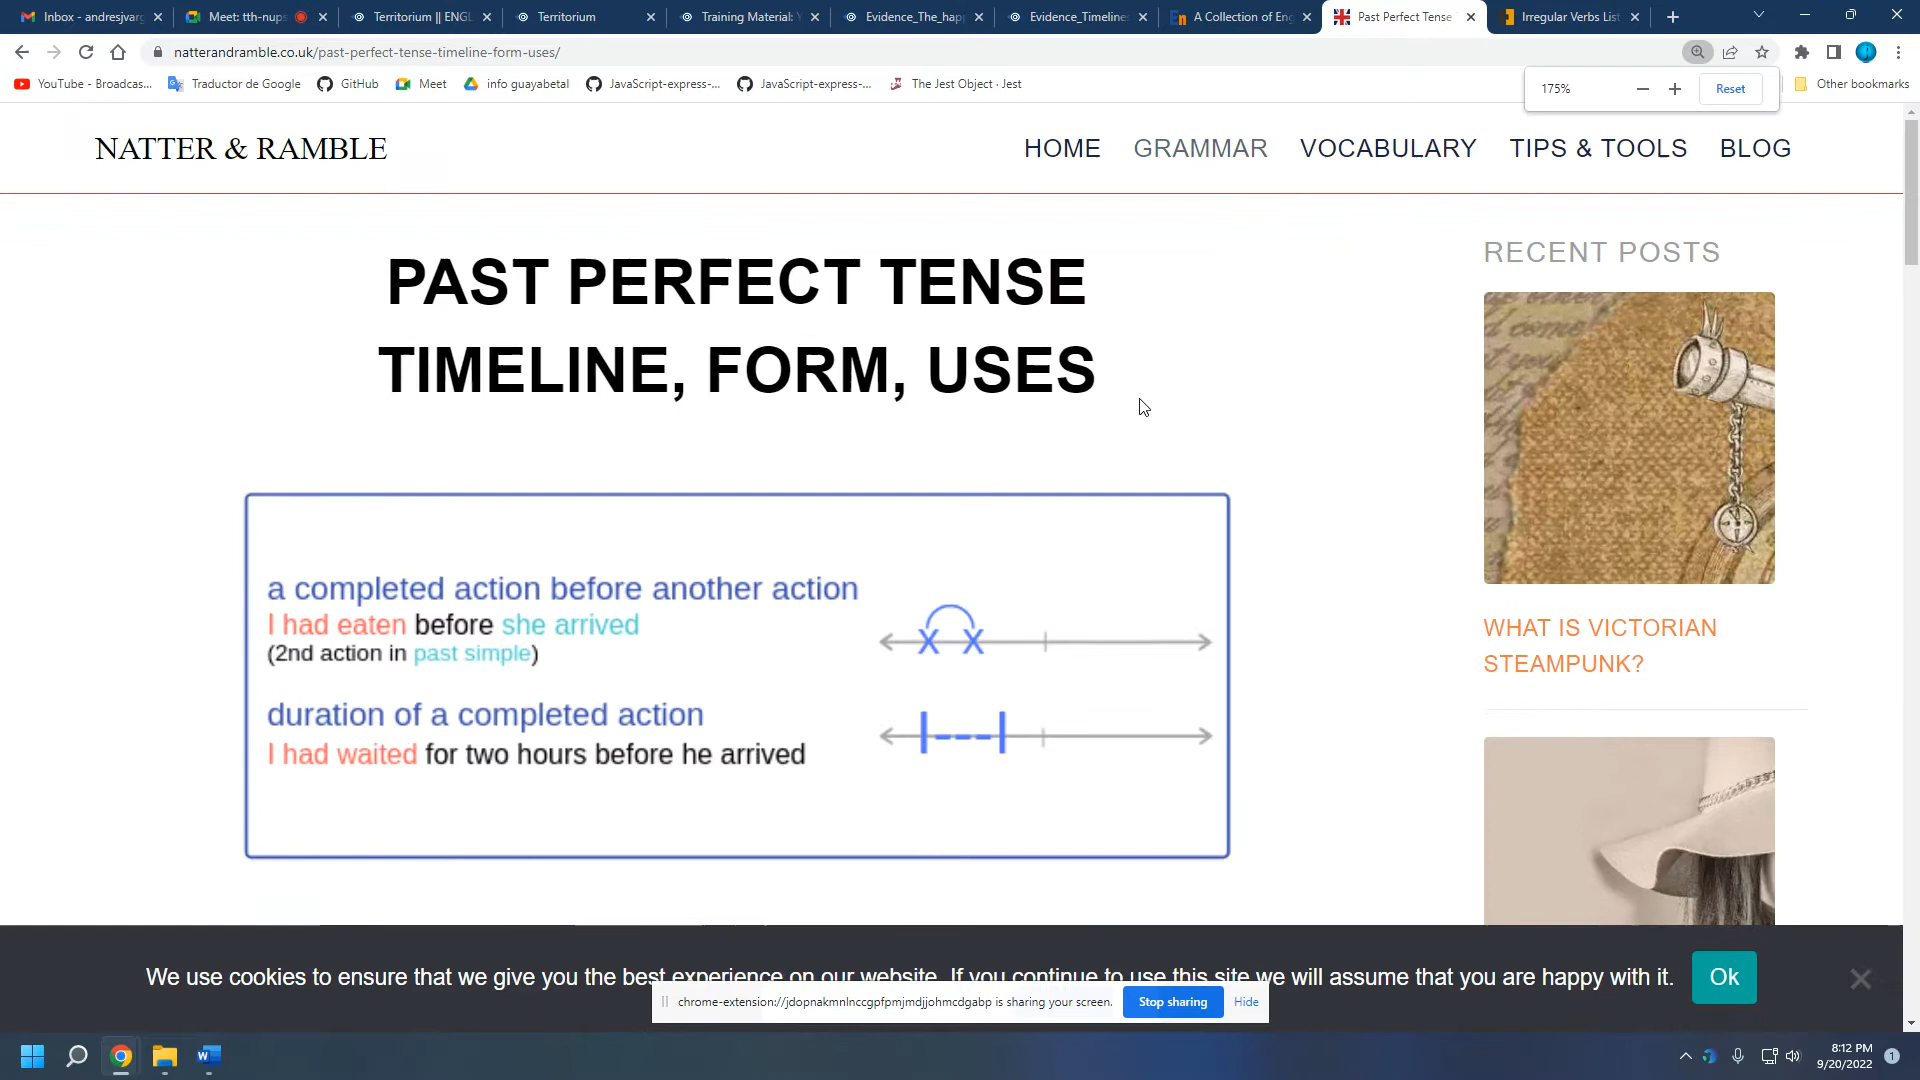 Inbox - andresjvarg
Meet: tth-nups
Territorium || ENGL
Territorium
Training Material: Y
Evidence_The_happ
Evidence_Timelines
A Collection of Eng
Past Perfect Tense
Irregular Verbs List
natterandramble.co.uk/past-perfect-tense-timeline-form-uses/
YouTube - Broadcas...
Traductor de Google
GitHub
Meet
info guayabetal
JavaScript-express-...
JavaScript-express-...
The Jest Object · Jest
Other bookmarks
175%
Reset
NATTER & RAMBLE
HOME
GRAMMAR
VOCABULARY
TIPS & TOOLS
BLOG
PAST PERFECT TENSE
TIMELINE, FORM, USES
RECENT POSTS
a completed action before another action
I had eaten before she arrived
(2nd action in past simple)
duration of a completed action
I had waited for two hours before he arrived
WHAT IS VICTORIAN
STEAMPUNK?
We use cookies to ensure that we give you the best experience on our website. If you continue to use this site we will assume that you are happy with it.
Ok
chrome-extension://jdopnakmnlnccgpfpmjmdjjohmcdgabp is sharing your screen.
Stop sharing
Hide
8:12 PM
9/20/2022
1